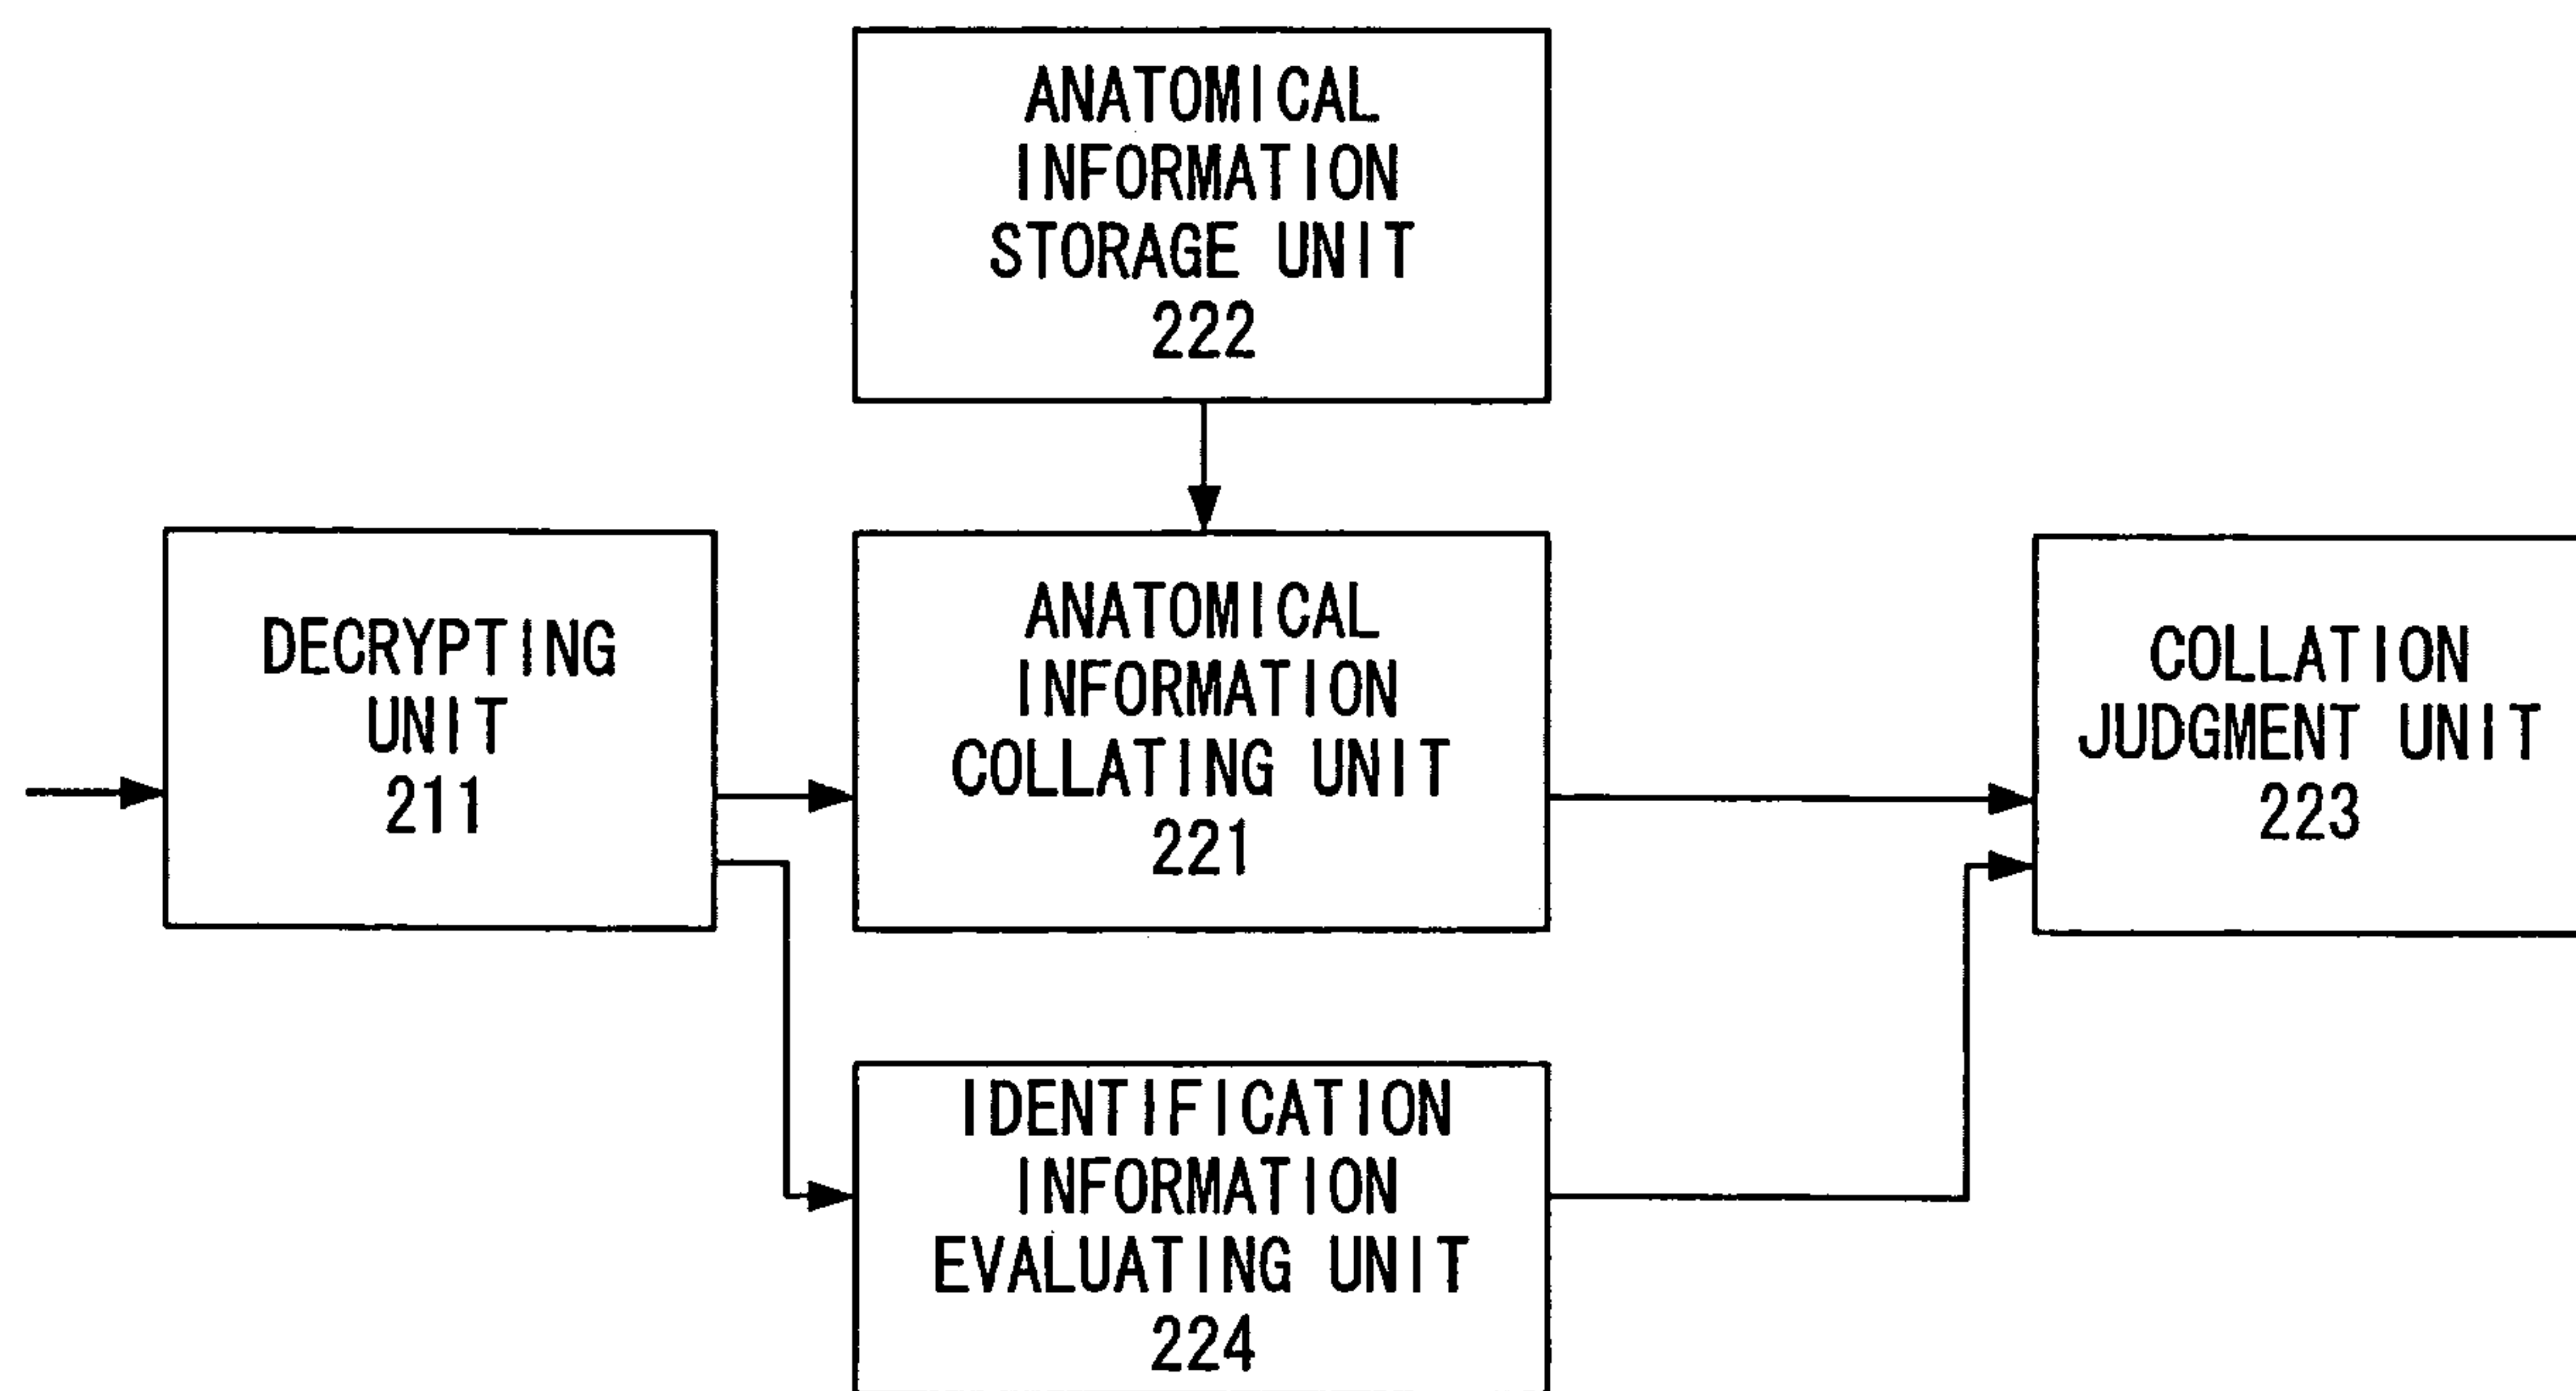 ANATOMICAL
INFORMATION
STORAGE UNIT
222
DECRYPTING
UNIT
211
ANATOMICAL
INFORMATION
COLLATING UNIT
221
COLLATION
JUDGMENT UNIT
223
IDENTIFICATION
INFORMATION
EVALUATING UNIT
224